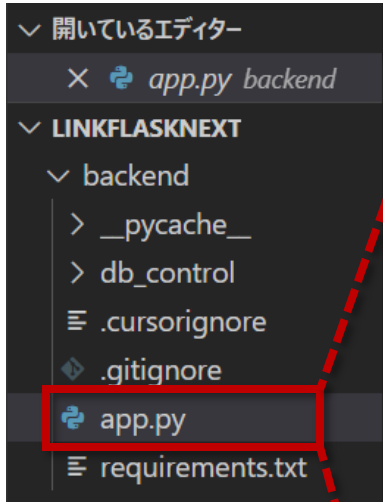 開いているエディター
app.py backend
LINKFLASKNEXT
backend
__pycache__
db_control
.cursorignore
.gitignore
app.py
requirements.txt